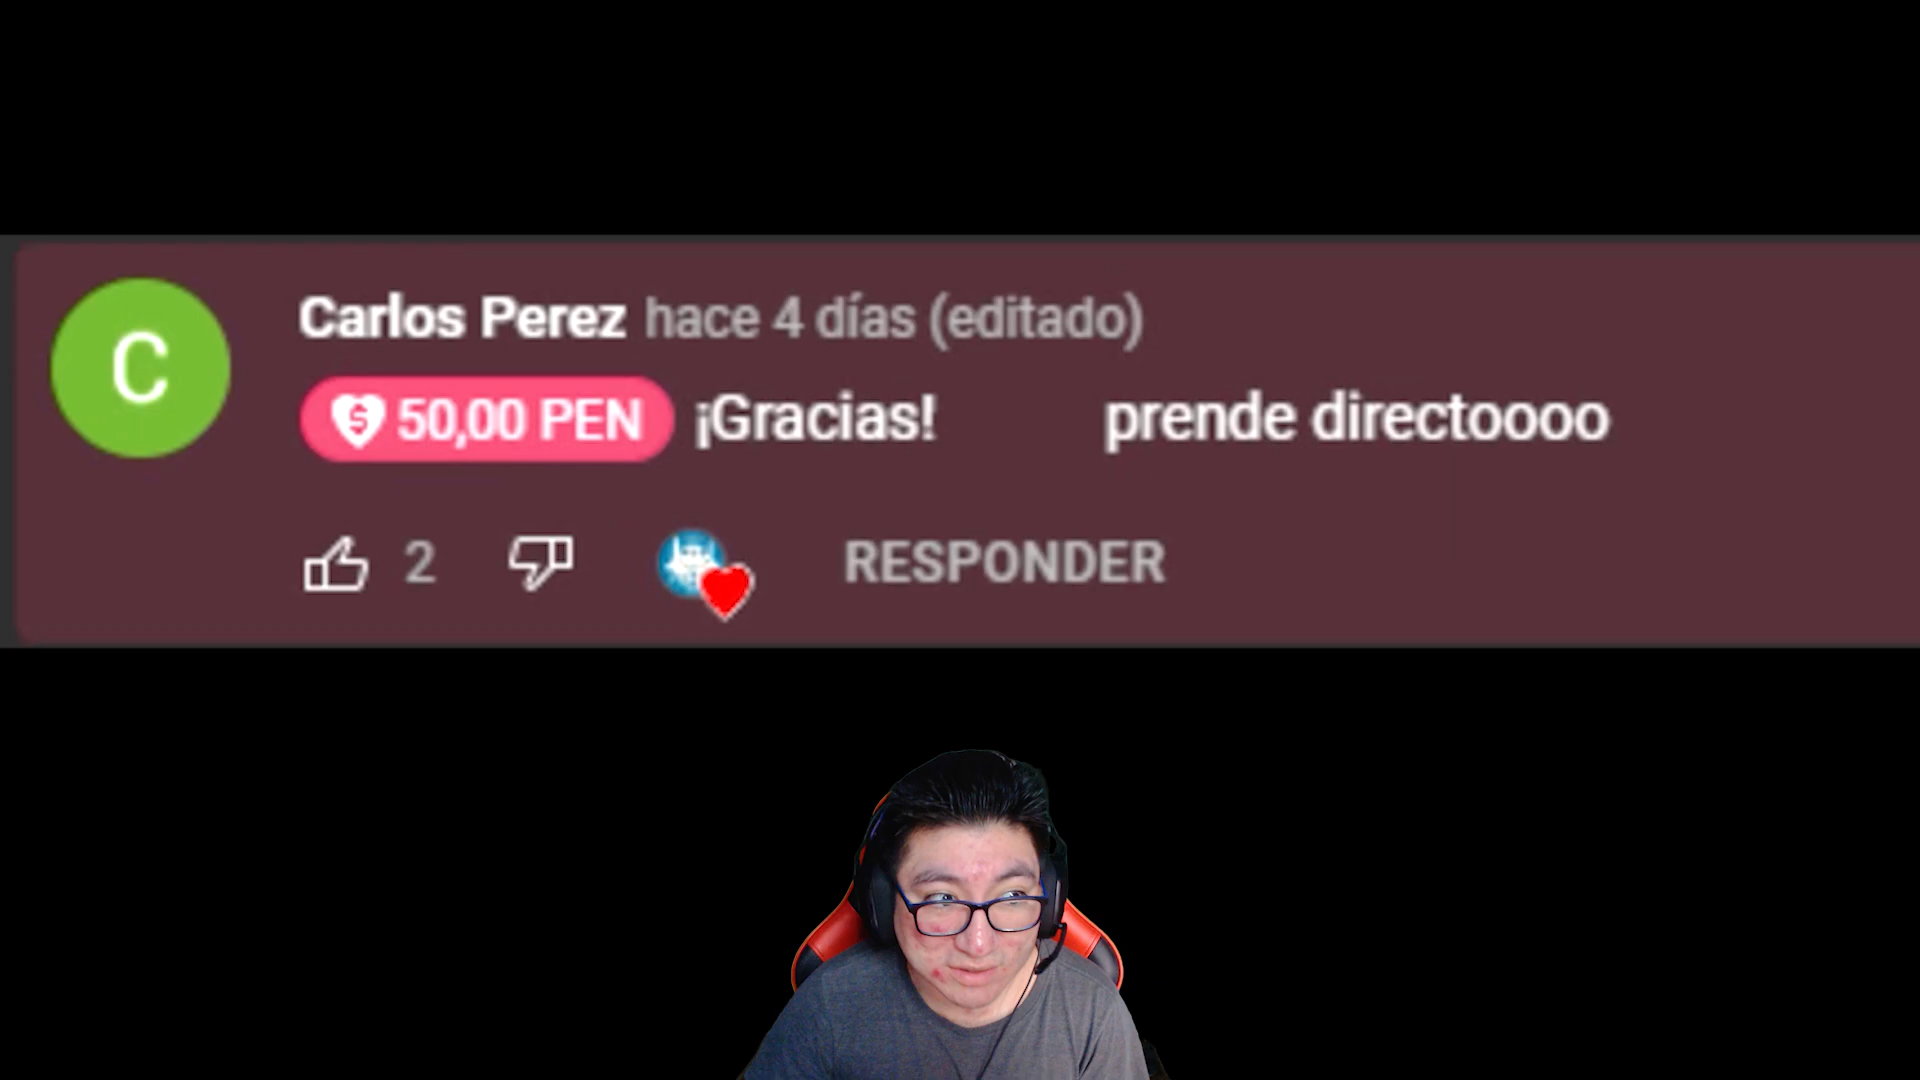 C
Carlos Perez hace 4 días (editado)
50,00 PEN ¡Gracias! prende directoooo
2 RESPONDER